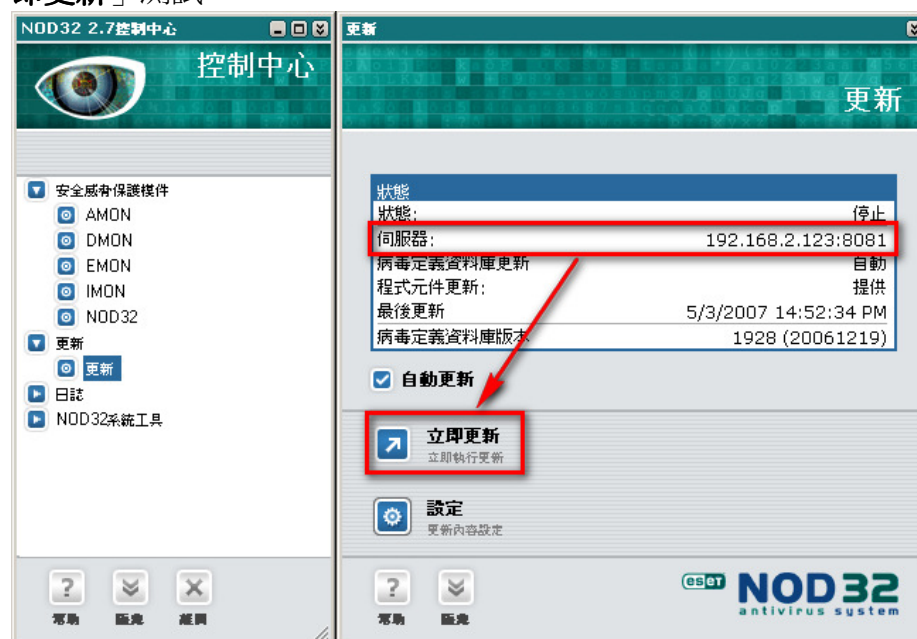 即更新」測試
NOD32 2.7控制中心
控制中心
安全威脅保護模件
AMON
DMON
EMON
IMON
NOD32
更新
更新
日誌
NOD32系統工具
幫助
隱藏
離開
更新
更新
狀態
狀態: 停止
伺服器: 192.168.2.123:8081
病毒定義資料庫更新 自動
程式元件更新: 提供
最後更新 5/3/2007 14:52:34 PM
病毒定義資料庫版本 1928 (20061219)
自動更新
立即更新
立即執行更新
設定
更新內容設定
幫助
隱藏
eset NOD32
antivirus system